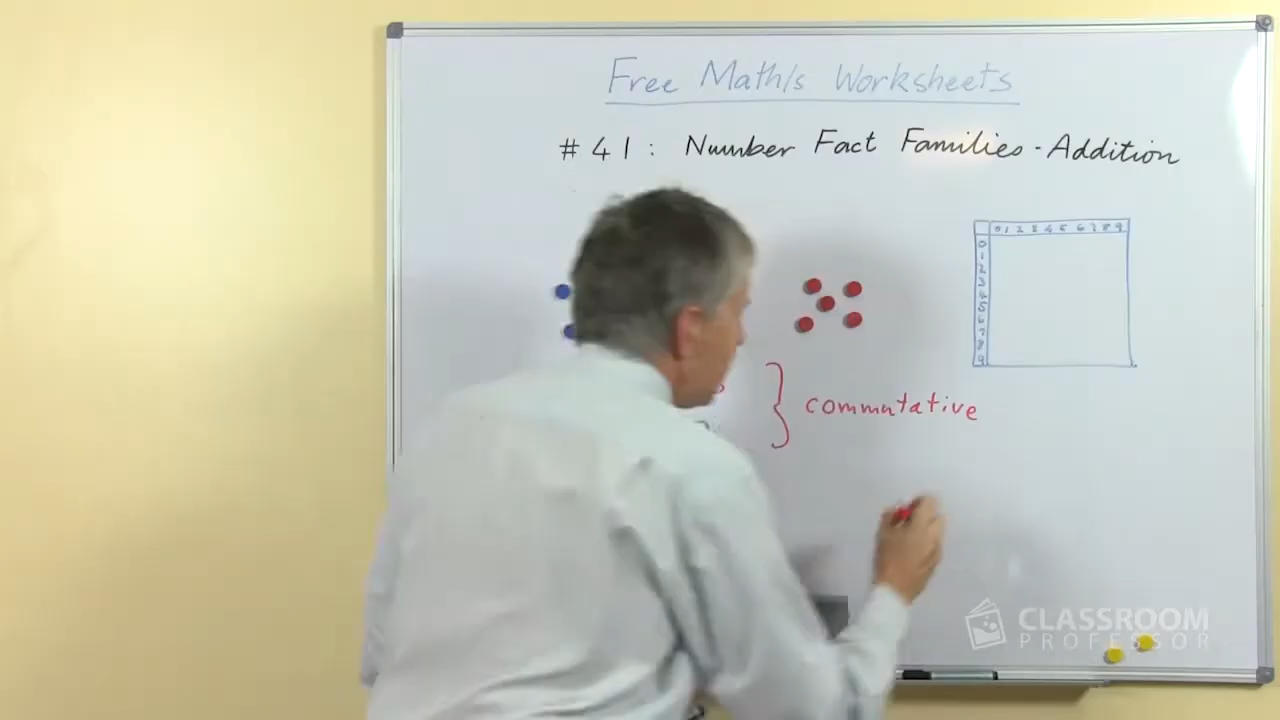 Free Math/s Worksheets
#41: Number Fact Families - Addition
0 1 2 3 4 5 6 7 8 9
0
1
2
3
4
5
6
7
8
9
} commutative
CLASSROOM
PROFESSOR